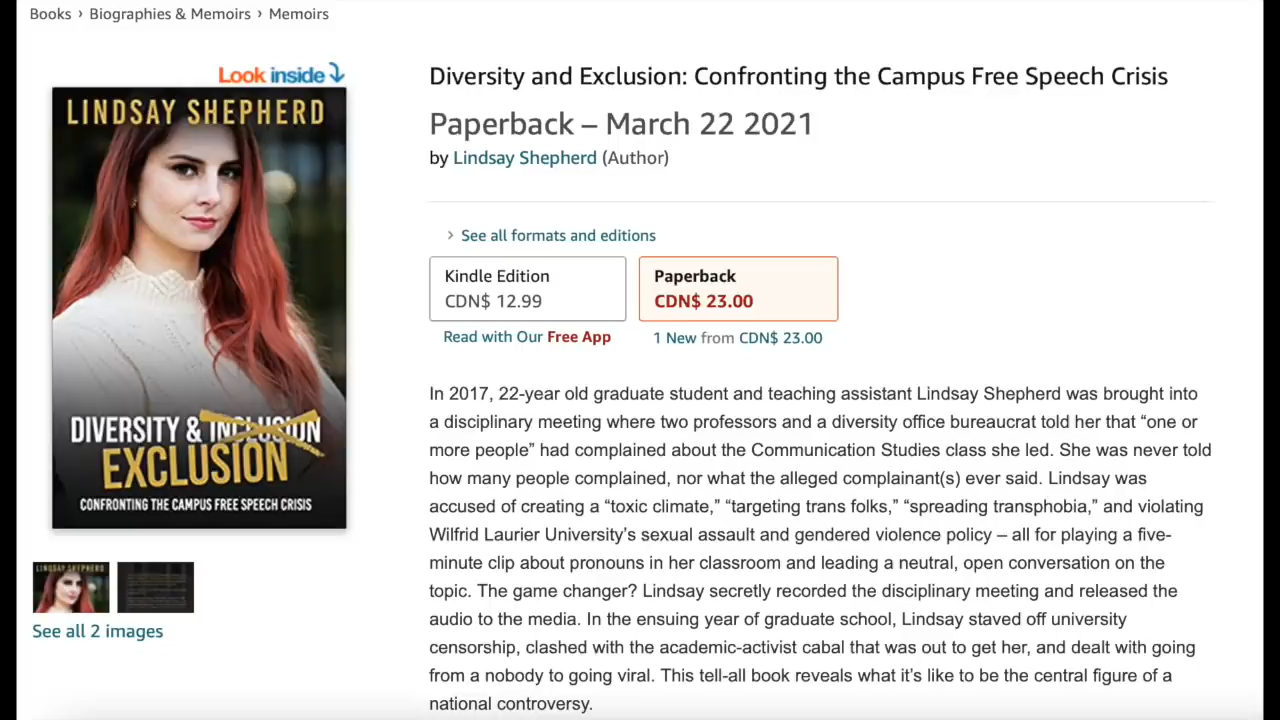 Books › Biographies & Memoirs › Memoirs
Look inside
LINDSAY SHEPHERD
DIVERSITY & INCLUSION
EXCLUSION
CONFRONTING THE CAMPUS FREE SPEECH CRISIS
LINDSAY SHEPHERD
See all 2 images
Diversity and Exclusion: Confronting the Campus Free Speech Crisis
Paperback – March 22 2021
by Lindsay Shepherd (Author)
› See all formats and editions
Kindle Edition
CDN$ 12.99
Read with Our Free App
Paperback
CDN$ 23.00
1 New from CDN$ 23.00
In 2017, 22-year old graduate student and teaching assistant Lindsay Shepherd was brought into
a disciplinary meeting where two professors and a diversity office bureaucrat told her that “one or
more people” had complained about the Communication Studies class she led. She was never told
how many people complained, nor what the alleged complainant(s) ever said. Lindsay was
accused of creating a “toxic climate,” “targeting trans folks,” “spreading transphobia,” and violating
Wilfrid Laurier University’s sexual assault and gendered violence policy – all for playing a five-
minute clip about pronouns in her classroom and leading a neutral, open conversation on the
topic. The game changer? Lindsay secretly recorded the disciplinary meeting and released the
audio to the media. In the ensuing year of graduate school, Lindsay staved off university
censorship, clashed with the academic-activist cabal that was out to get her, and dealt with going
from a nobody to going viral. This tell-all book reveals what it’s like to be the central figure of a
national controversy.